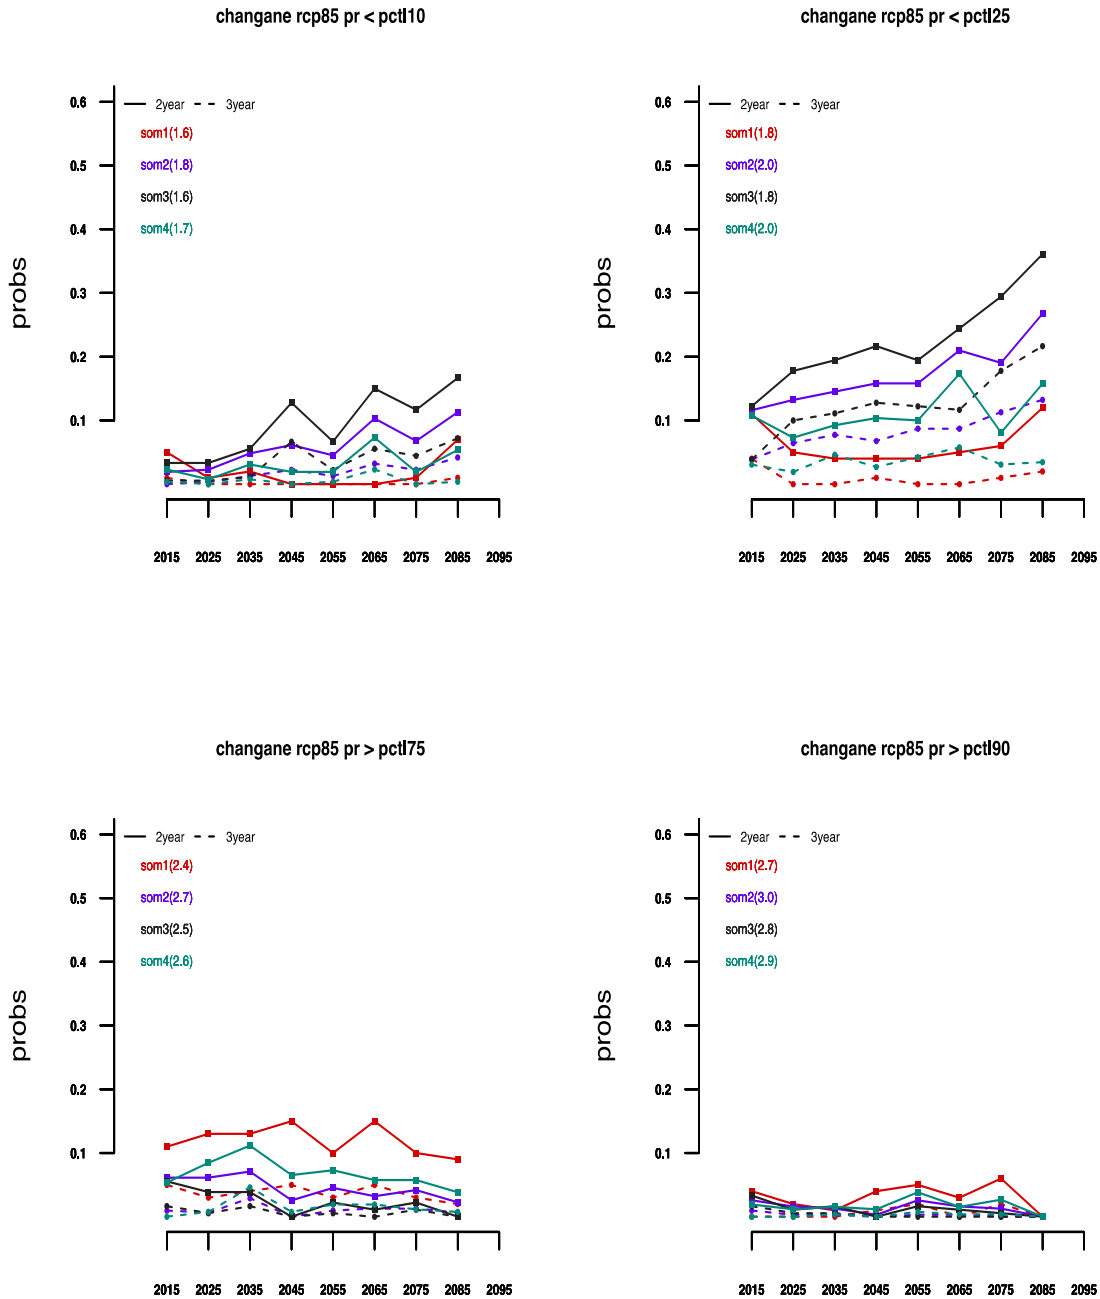 changane rcp85 pr < pctl10
0.6
0.5
0.4
0.3
0.2
0.1
probs
2year 3year
som1(1.6)
som2(1.8)
som3(1.6)
som4(1.7)
2015 2025 2035 2045 2055 2065 2075 2085 2095
changane rcp85 pr < pctl25
0.6
0.5
0.4
0.3
0.2
0.1
probs
2year 3year
som1(1.8)
som2(2.0)
som3(1.8)
som4(2.0)
2015 2025 2035 2045 2055 2065 2075 2085 2095
changane rcp85 pr > pctl75
0.6
0.5
0.4
0.3
0.2
0.1
probs
2year 3year
som1(2.4)
som2(2.7)
som3(2.5)
som4(2.6)
2015 2025 2035 2045 2055 2065 2075 2085 2095
changane rcp85 pr > pctl90
0.6
0.5
0.4
0.3
0.2
0.1
probs
2year 3year
som1(2.7)
som2(3.0)
som3(2.8)
som4(2.9)
2015 2025 2035 2045 2055 2065 2075 2085 2095